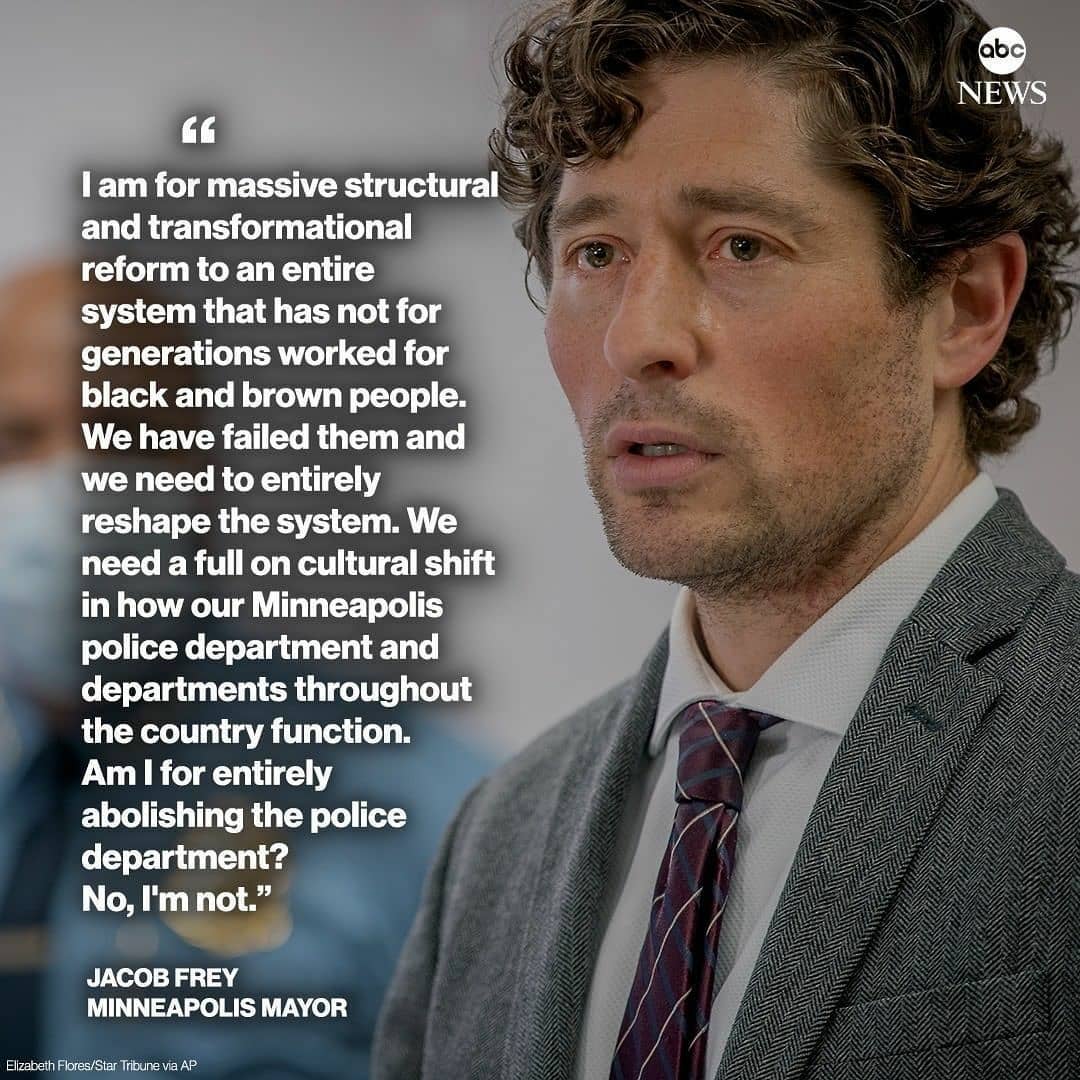 abc
NEWS
“
I am for massive structural
and transformational
reform to an entire
system that has not for
generations worked for
black and brown people.
We have failed them and
we need to entirely
reshape the system. We
need a full on cultural shift
in how our Minneapolis
police department and
departments throughout
the country function.
Am I for entirely
abolishing the police
department?
No, I'm not.”
JACOB FREY
MINNEAPOLIS MAYOR
Elizabeth Flores/Star Tribune via AP